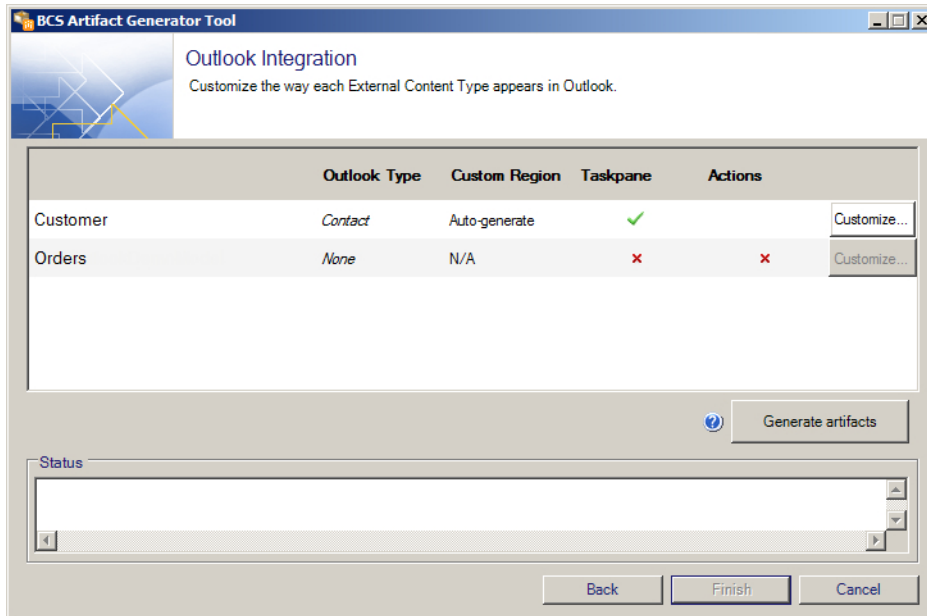 BCS Artifact Generator Tool
Outlook Integration
Customize the way each External Content Type appears in Outlook.
Outlook Type Custom Region Taskpane Actions
Customer Contact Auto-generate Customize...
Orders None N/A Customize...
Generate artifacts
Status
Back Finish Cancel